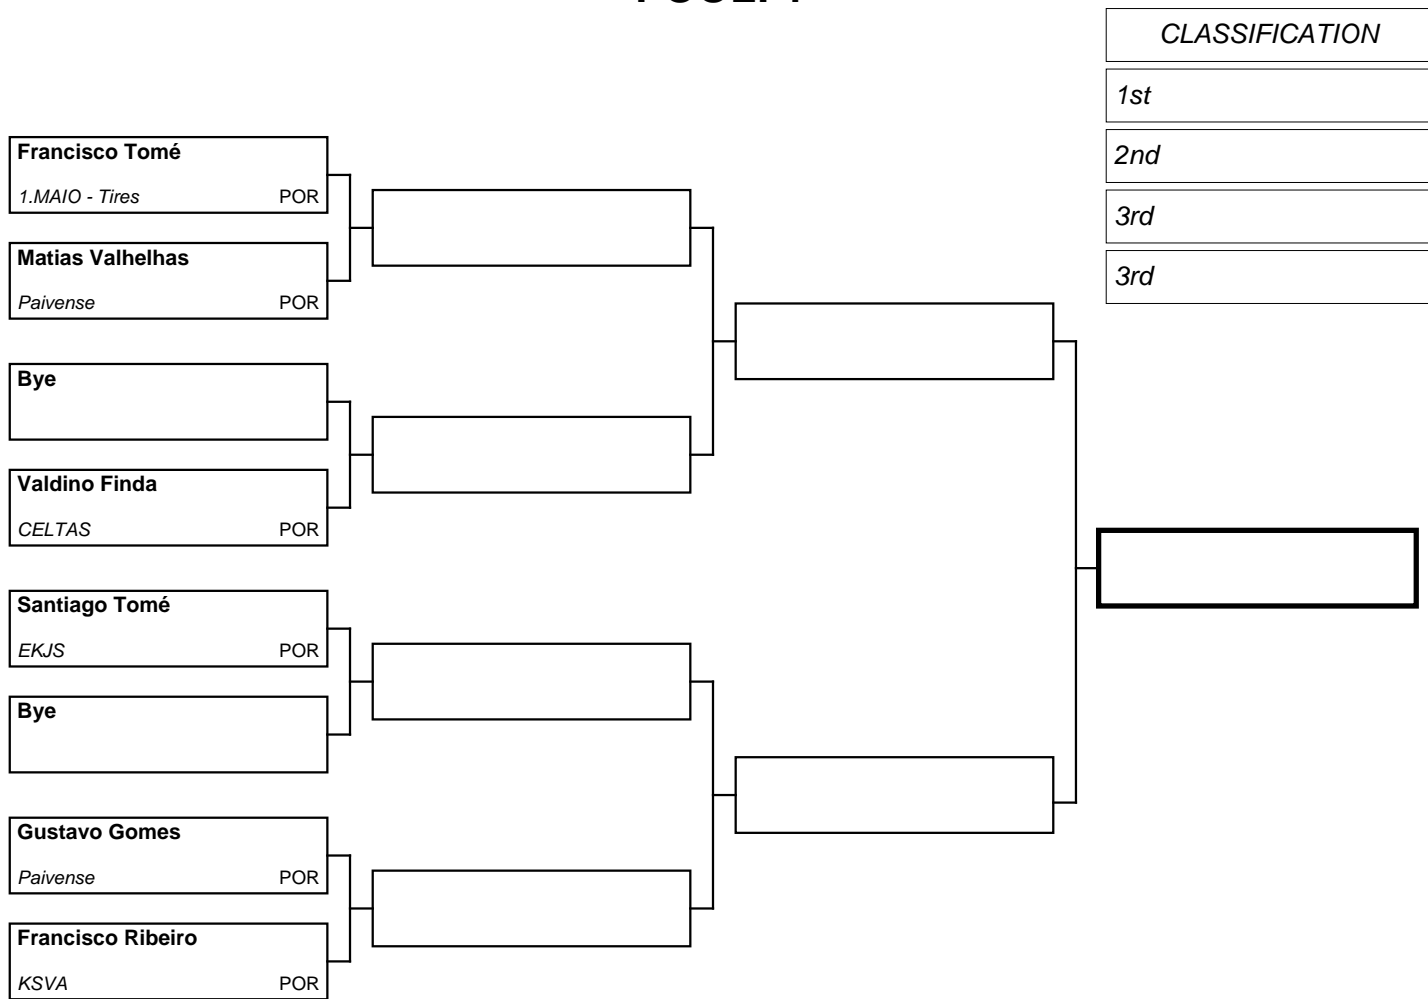 CLASSIFICATION
1st
2nd
3rd
3rd
Francisco Tomé
1.MAIO - Tires POR
Matias Valhelhas
Paivense POR
Bye
Valdino Finda
CELTAS POR
Santiago Tomé
EKJS POR
Bye
Gustavo Gomes
Paivense POR
Francisco Ribeiro
KSVA POR